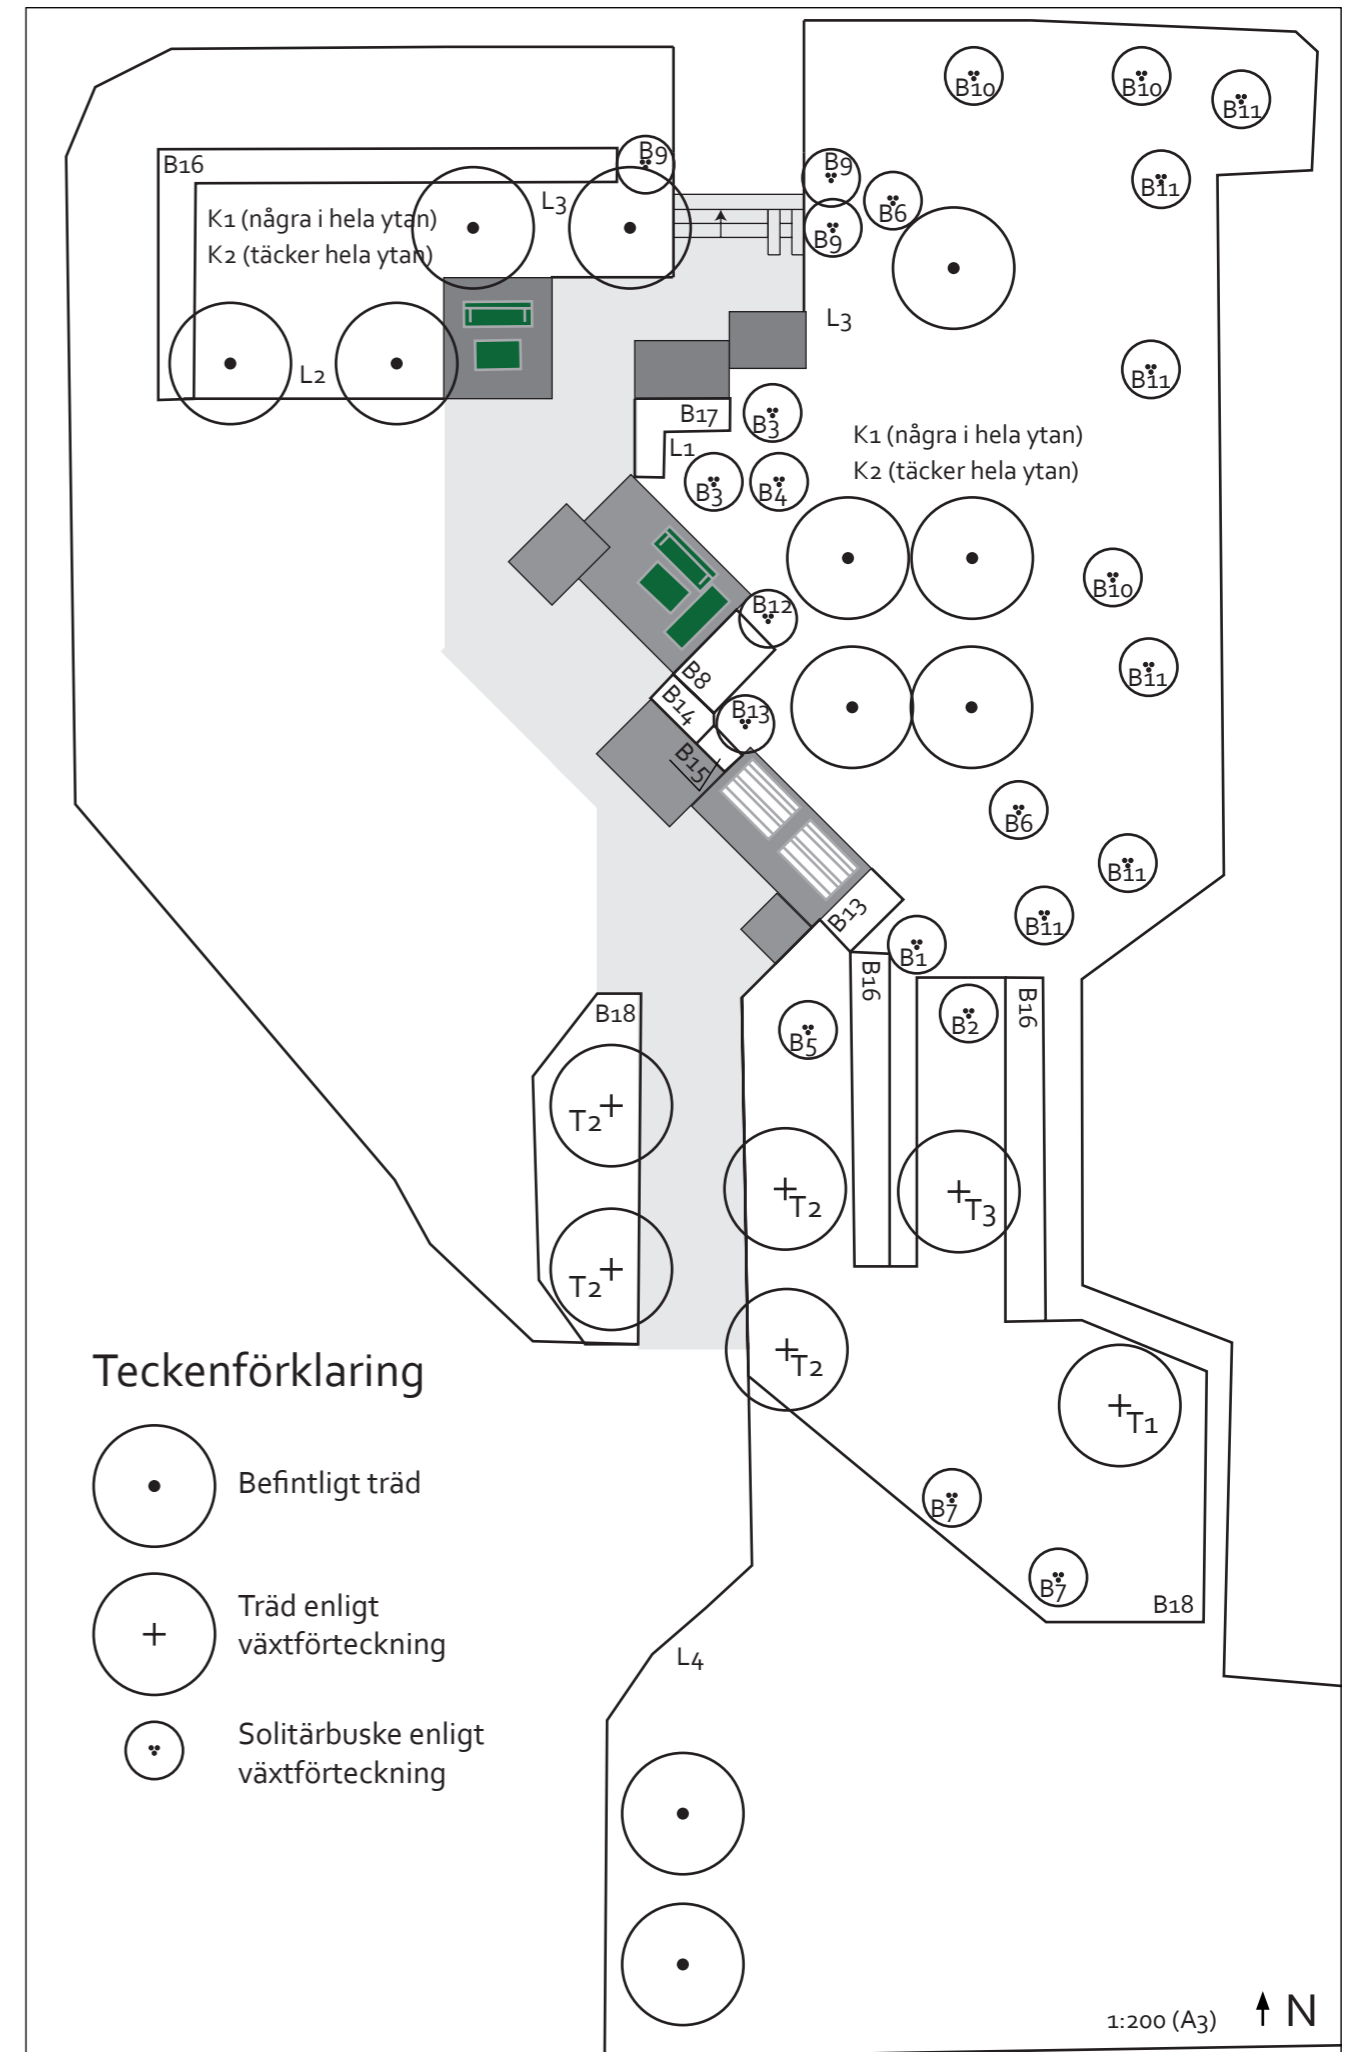 B10
B10
B11
B9
B9
B16
B11
B6
L3
K1 (några i hela ytan)
K2 (täcker hela ytan)
B9
L3
L2
B11
B17
B3
L1
K1 (några i hela ytan)
K2 (täcker hela ytan)
B3
B4
B10
B12
B8
B11
B14
B13
B15
B6
B11
B13
B11
B1
B16
B16
B18
B2
B5
T2
T2
T3
T2
T2
T1
Teckenförklaring
Befintligt träd
B7
B7
B18
Träd enligt
växtförteckning
L4
Solitärbuske enligt
växtförteckning
1:200 (A3)
N